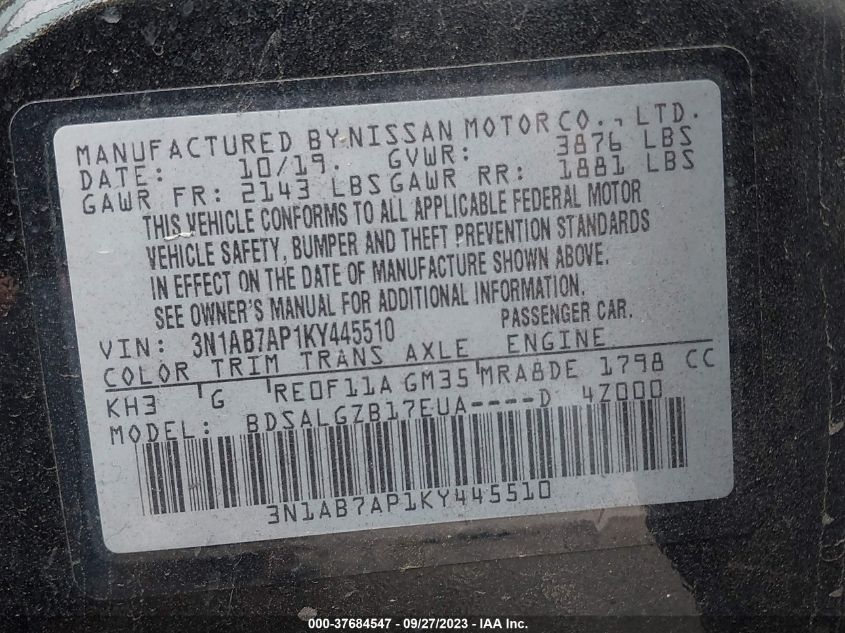 MANUFACTURED BY NISSAN MOTOR CO., LTD.
DATE: 10/19. GVWR: 3876 LBS
GAWR FR: 2143 LBS GAWR RR: 1881 LBS
THIS VEHICLE CONFORMS TO ALL APPLICABLE FEDERAL MOTOR
VEHICLE SAFETY, BUMPER AND THEFT PREVENTION STANDARDS
IN EFFECT ON THE DATE OF MANUFACTURE SHOWN ABOVE.
SEE OWNER'S MANUAL FOR ADDITIONAL INFORMATION.
VIN: 3N1AB7AP1KY445510 PASSENGER CAR.
COLOR TRIM TRANS AXLE ENGINE
KH3 G RE0F11A GM35 MRA8DE 1798 CC
MODEL: BDSALGZB17EUA----D 4Z000
3N1AB7AP1KY445510
000-37684547 - 09/27/2023 - IAA Inc.